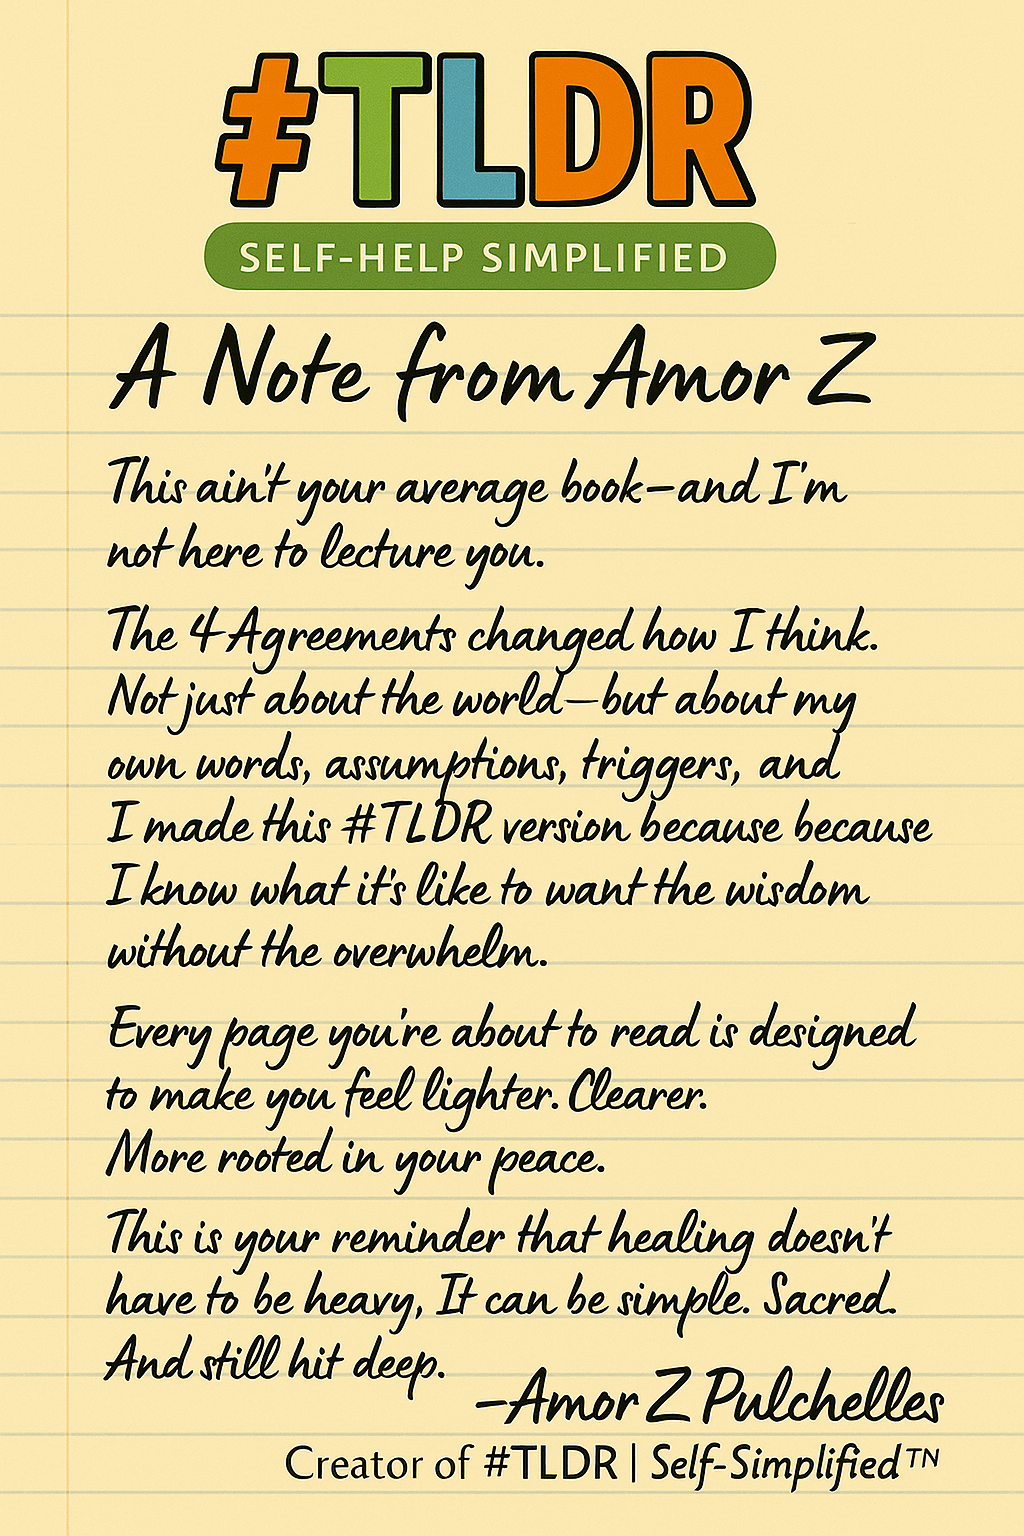 #TLDR
SELF-HELP SIMPLIFIED
A Note from Amor Z
This ain't your average book—and I'm
not here to lecture you.
The 4 Agreements changed how I think.
Not just about the world—but about my
own words, assumptions, triggers, and
I made this #TLDR version because because
I know what it's like to want the wisdom
without the overwhelm.
Every page you're about to read is designed
to make you feel lighter. Clearer.
More rooted in your peace.
This is your reminder that healing doesn't
have to be heavy, It can be simple. Sacred.
And still hit deep.
–Amor Z Pulchelles
Creator of #TLDR | Self-Simplified™